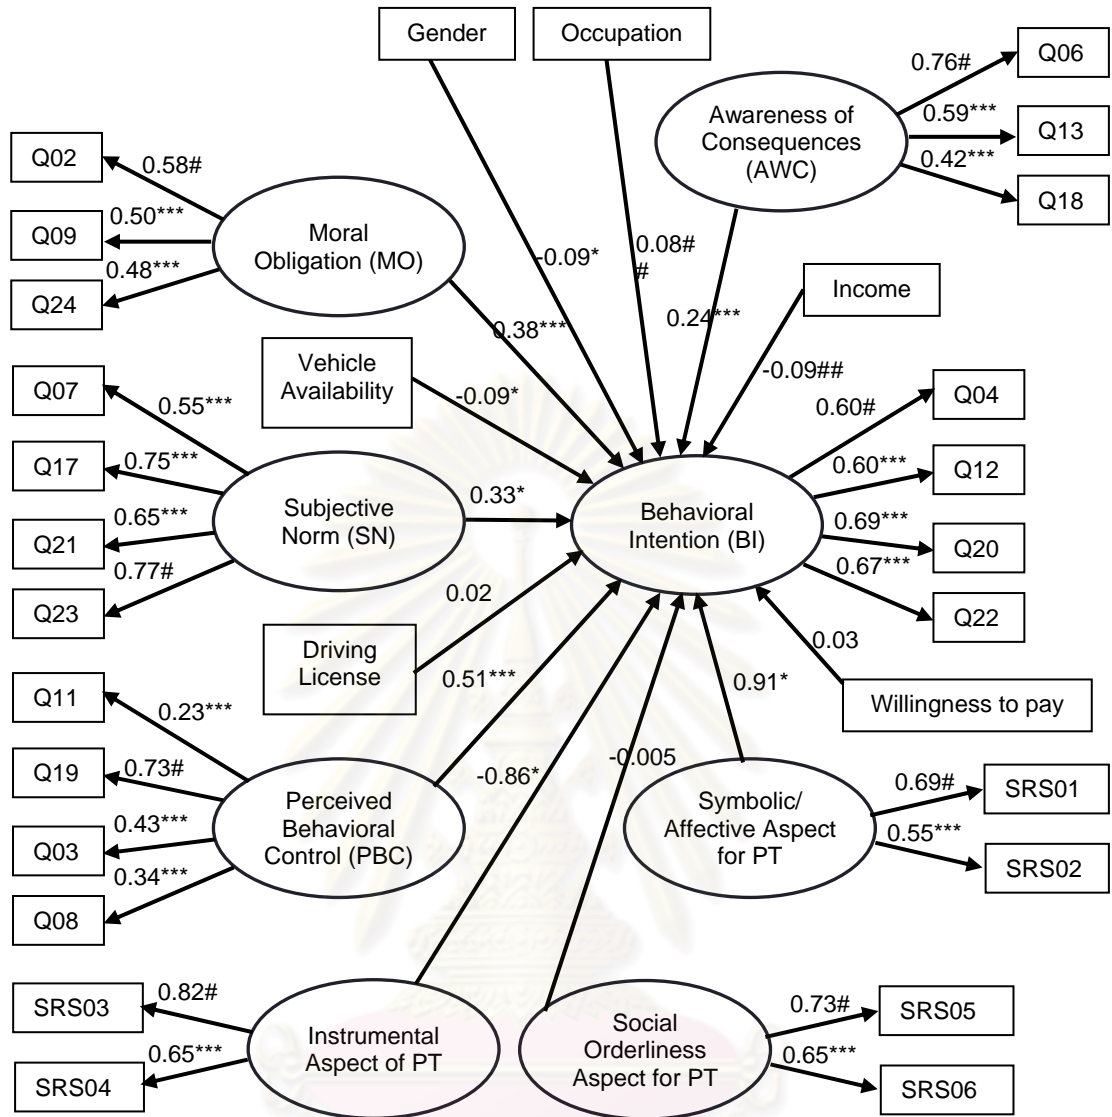 Gender
Occupation
Awareness of
Consequences
(AWC)
0.76#
Q06
0.59***
Q13
0.42***
Q18
Q02
0.58#
Q09
0.50***
Q24
0.48***
Moral
Obligation (MO)
-0.09*
0.08#
#
Income
0.38***
0.24***
-0.09##
Vehicle
Availability
-0.09*
Q07
0.55***
Q17
0.75***
Q21
0.65***
Q23
0.77#
Subjective
Norm (SN)
0.33*
Behavioral
Intention (BI)
0.60#
Q04
0.60***
Q12
0.69***
Q20
0.67***
Q22
0.02
Driving
License
0.51***
0.03
Willingness to pay
0.91*
Q11
0.23***
Q19
0.73#
Q03
0.43***
Q08
0.34***
Perceived
Behavioral
Control (PBC)
-0.86*
-0.005
Symbolic/
Affective Aspect
for PT
0.69#
SRS01
0.55***
SRS02
SRS03
0.82#
SRS04
0.65***
Instrumental
Aspect of PT
Social
Orderliness
Aspect for PT
0.73#
SRS05
0.65***
SRS06